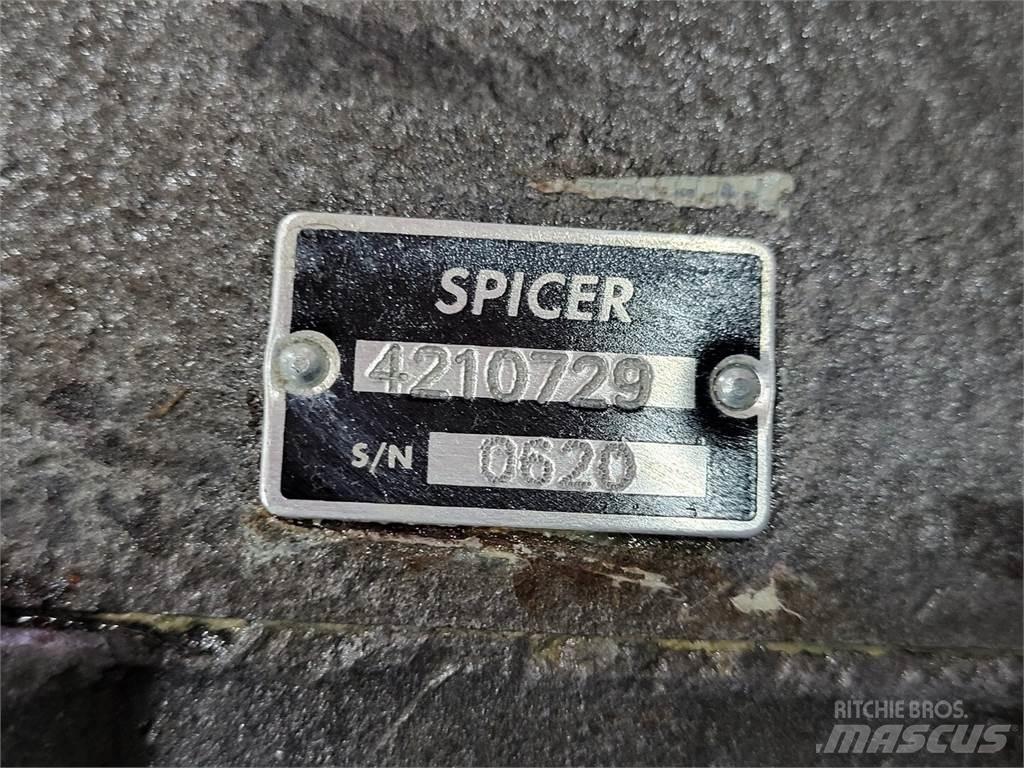 SPICER
4210729
S/N 0620
RITCHIE BROS.
MASCUS